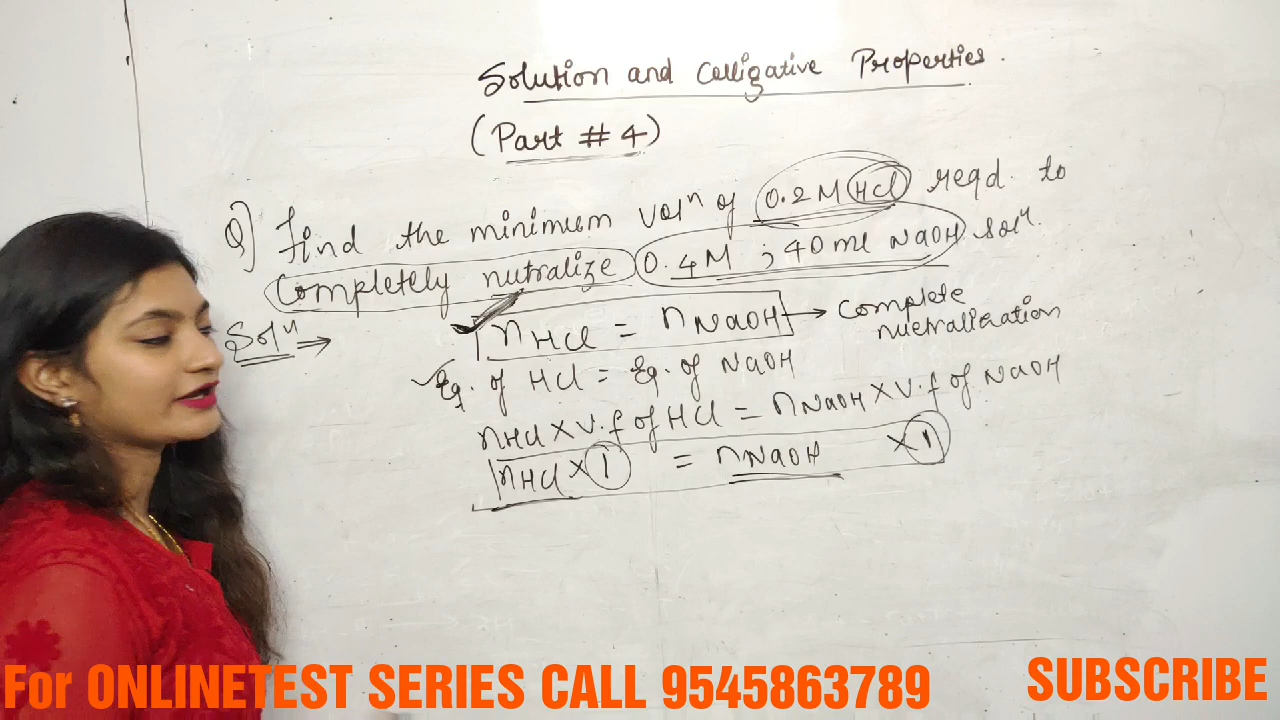 Solution and Colligative Properties.
(Part # 4)
Q] Find the minimum volⁿ of 0.2 M HCl reqd. to
Completely nutralize 0.4 M ; 40 ml NaOH solⁿ.
Solⁿ ⇒ nHCl = nNaOH → Complete
nuetralization
Eq. of HCl = Eq. of NaOH
nHCl × v.f of HCl = nNaOH × v.f of NaOH
nHCl × 1 = nNaOH × 1
For ONLINETEST SERIES CALL 9545863789
SUBSCRIBE